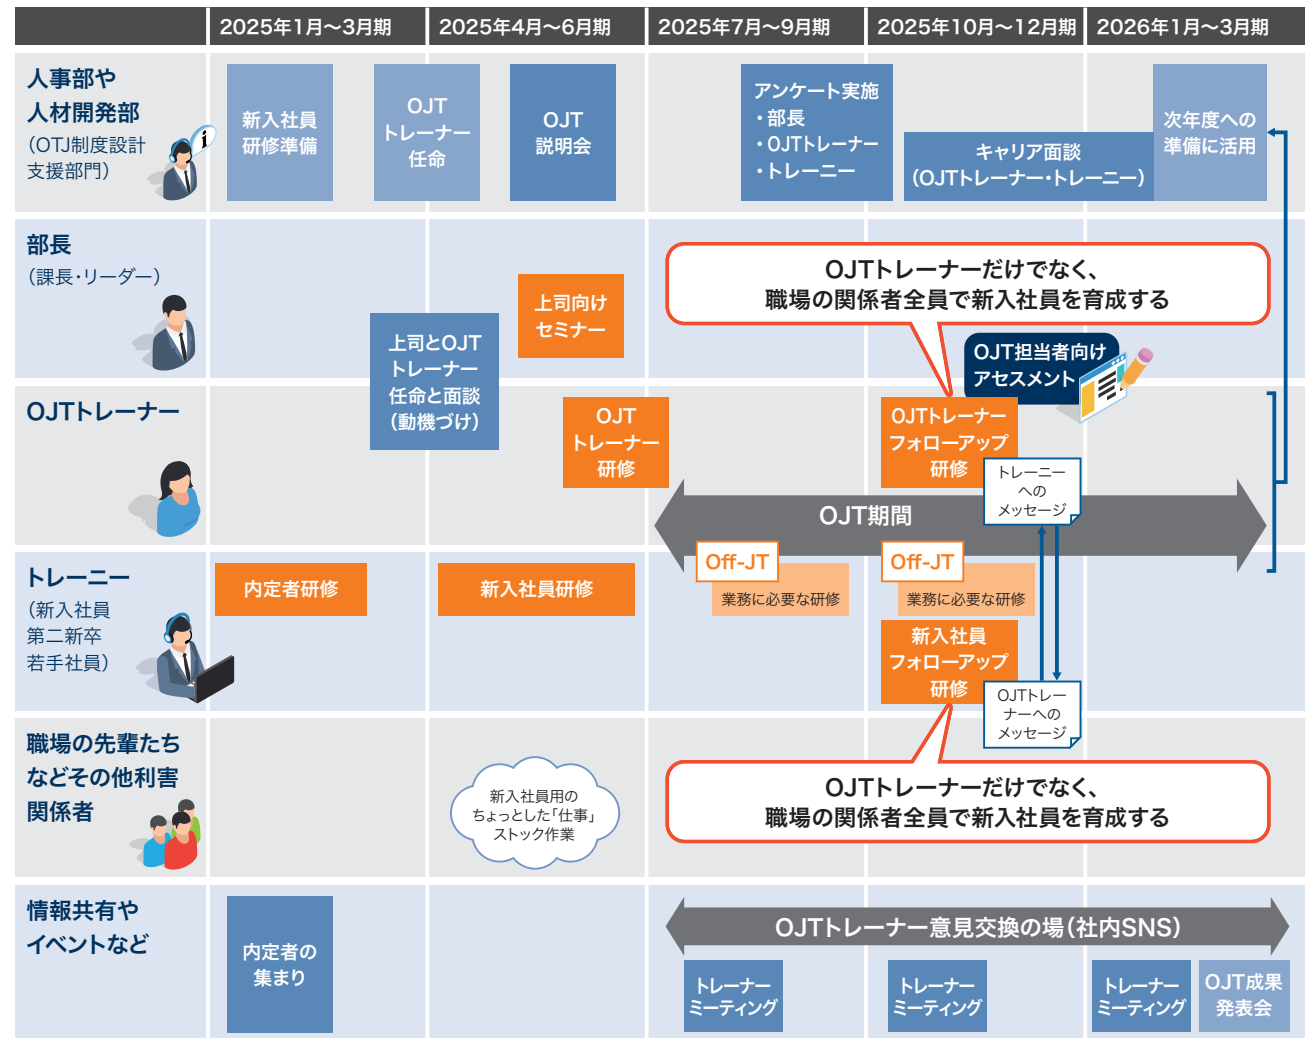 2025年1月〜3月期
2025年4月〜6月期
2025年7月〜9月期
2025年10月〜12月期
2026年1月〜3月期
人事部や
人材開発部
（OTJ制度設計
支援部門）
i
新入社員
研修準備
OJT
トレーナー
任命
OJT
説明会
アンケート実施
・部長
・OJTトレーナー
・トレーニー
キャリア面談
（OJTトレーナー・トレーニー）
次年度への
準備に活用
部長
（課長・リーダー）
上司とOJT
トレーナー
任命と面談
（動機づけ）
上司向け
セミナー
OJTトレーナーだけでなく、
職場の関係者全員で新入社員を育成する
OJT担当者向け
アセスメント
OJTトレーナー
OJT
トレーナー
研修
OJTトレーナー
フォローアップ
研修
トレーニー
への
メッセージ
OJT期間
トレーニー
（新入社員
第二新卒
若手社員）
内定者研修
新入社員研修
Off-JT
業務に必要な研修
Off-JT
業務に必要な研修
新入社員
フォローアップ
研修
OJTトレー
ナーへの
メッセージ
職場の先輩たち
などその他利害
関係者
新入社員用の
ちょっとした「仕事」
ストック作業
OJTトレーナーだけでなく、
職場の関係者全員で新入社員を育成する
情報共有や
イベントなど
内定者の
集まり
OJTトレーナー意見交換の場（社内SNS）
トレーナー
ミーティング
トレーナー
ミーティング
トレーナー
ミーティング
OJT成果
発表会